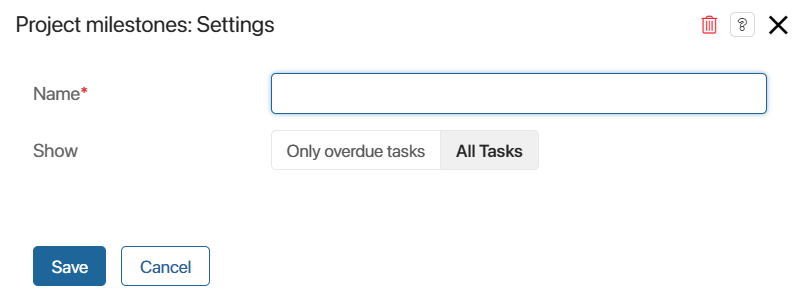 Project milestones: Settings
?
Name*
Show
Only overdue tasks
All Tasks
Save
Cancel